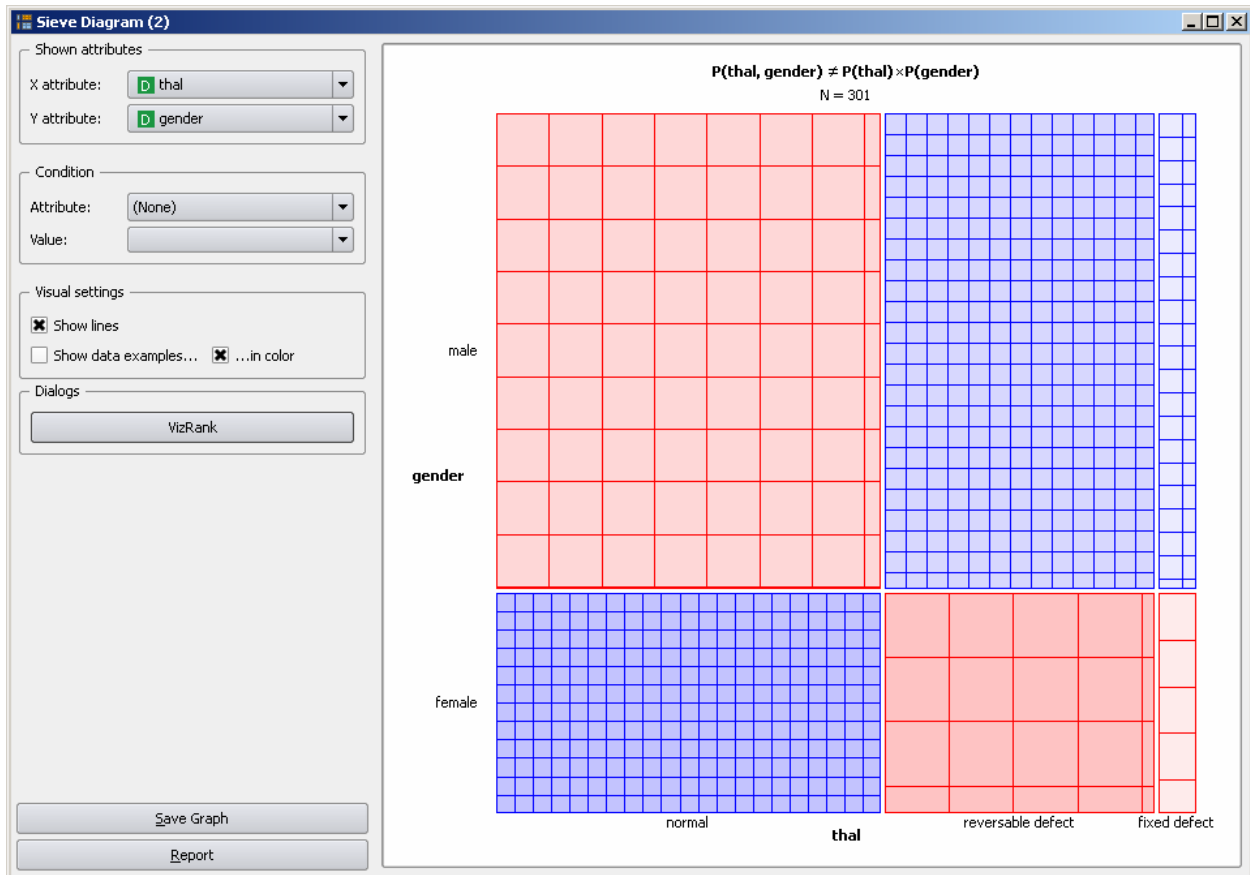 Sieve Diagram (2)
Shown attributes
X attribute: D thal
Y attribute: D gender
Condition
Attribute: (None)
Value:
Visual settings
Show lines
Show data examples... ...in color
Dialogs
VizRank
Save Graph
Report
P(thal, gender) ≠ P(thal)×P(gender)
N = 301
male
gender
female
normal reversable defect fixed defect
thal